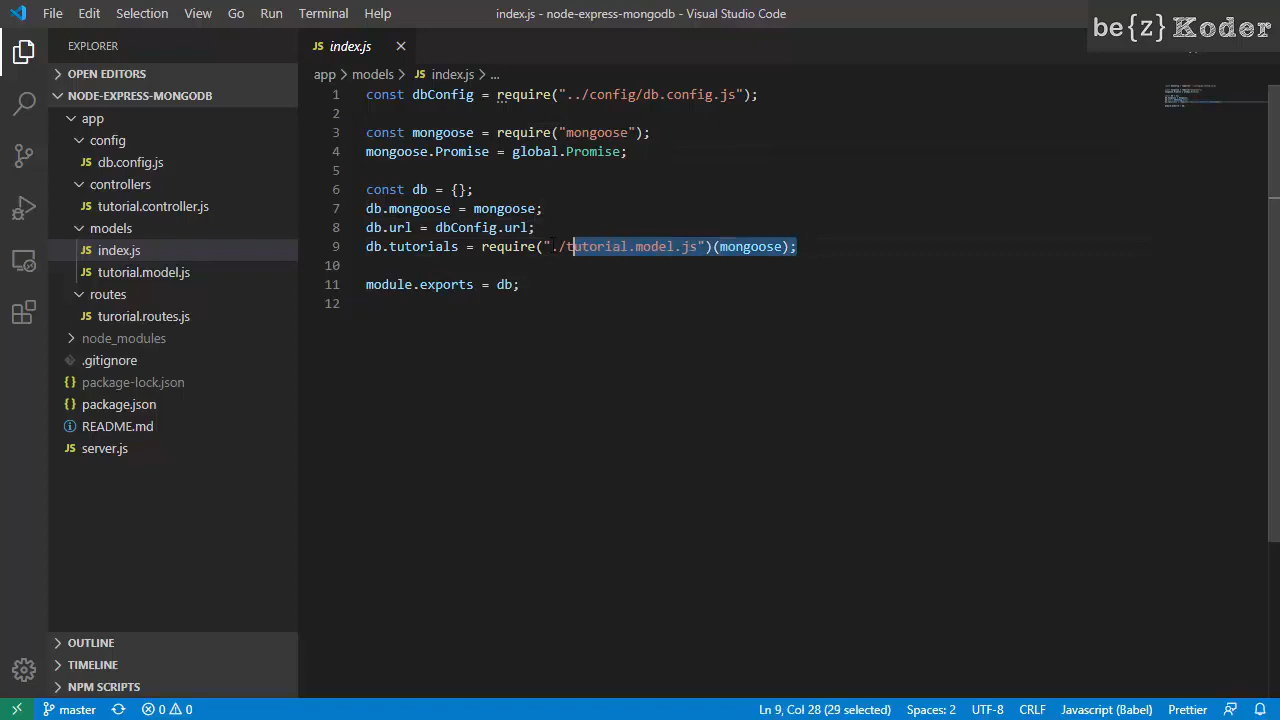 File Edit Selection View Go Run Terminal Help
index.js - node-express-mongodb - Visual Studio Code
be{z} Koder
EXPLORER
OPEN EDITORS
NODE-EXPRESS-MONGODB
app
config
JS db.config.js
controllers
JS tutorial.controller.js
models
JS index.js
JS tutorial.model.js
routes
JS turorial.routes.js
node_modules
.gitignore
{} package-lock.json
{} package.json
README.md
JS server.js
OUTLINE
TIMELINE
NPM SCRIPTS
JS index.js
app > models > JS index.js > ...
1 const dbConfig = require("../config/db.config.js");
2
3 const mongoose = require("mongoose");
4 mongoose.Promise = global.Promise;
5
6 const db = {};
7 db.mongoose = mongoose;
8 db.url = dbConfig.url;
9 db.tutorials = require("./tutorial.model.js")(mongoose);
10
11 module.exports = db;
12
master 0 0 Ln 9, Col 28 (29 selected) Spaces: 2 UTF-8 CRLF Javascript (Babel) Prettier